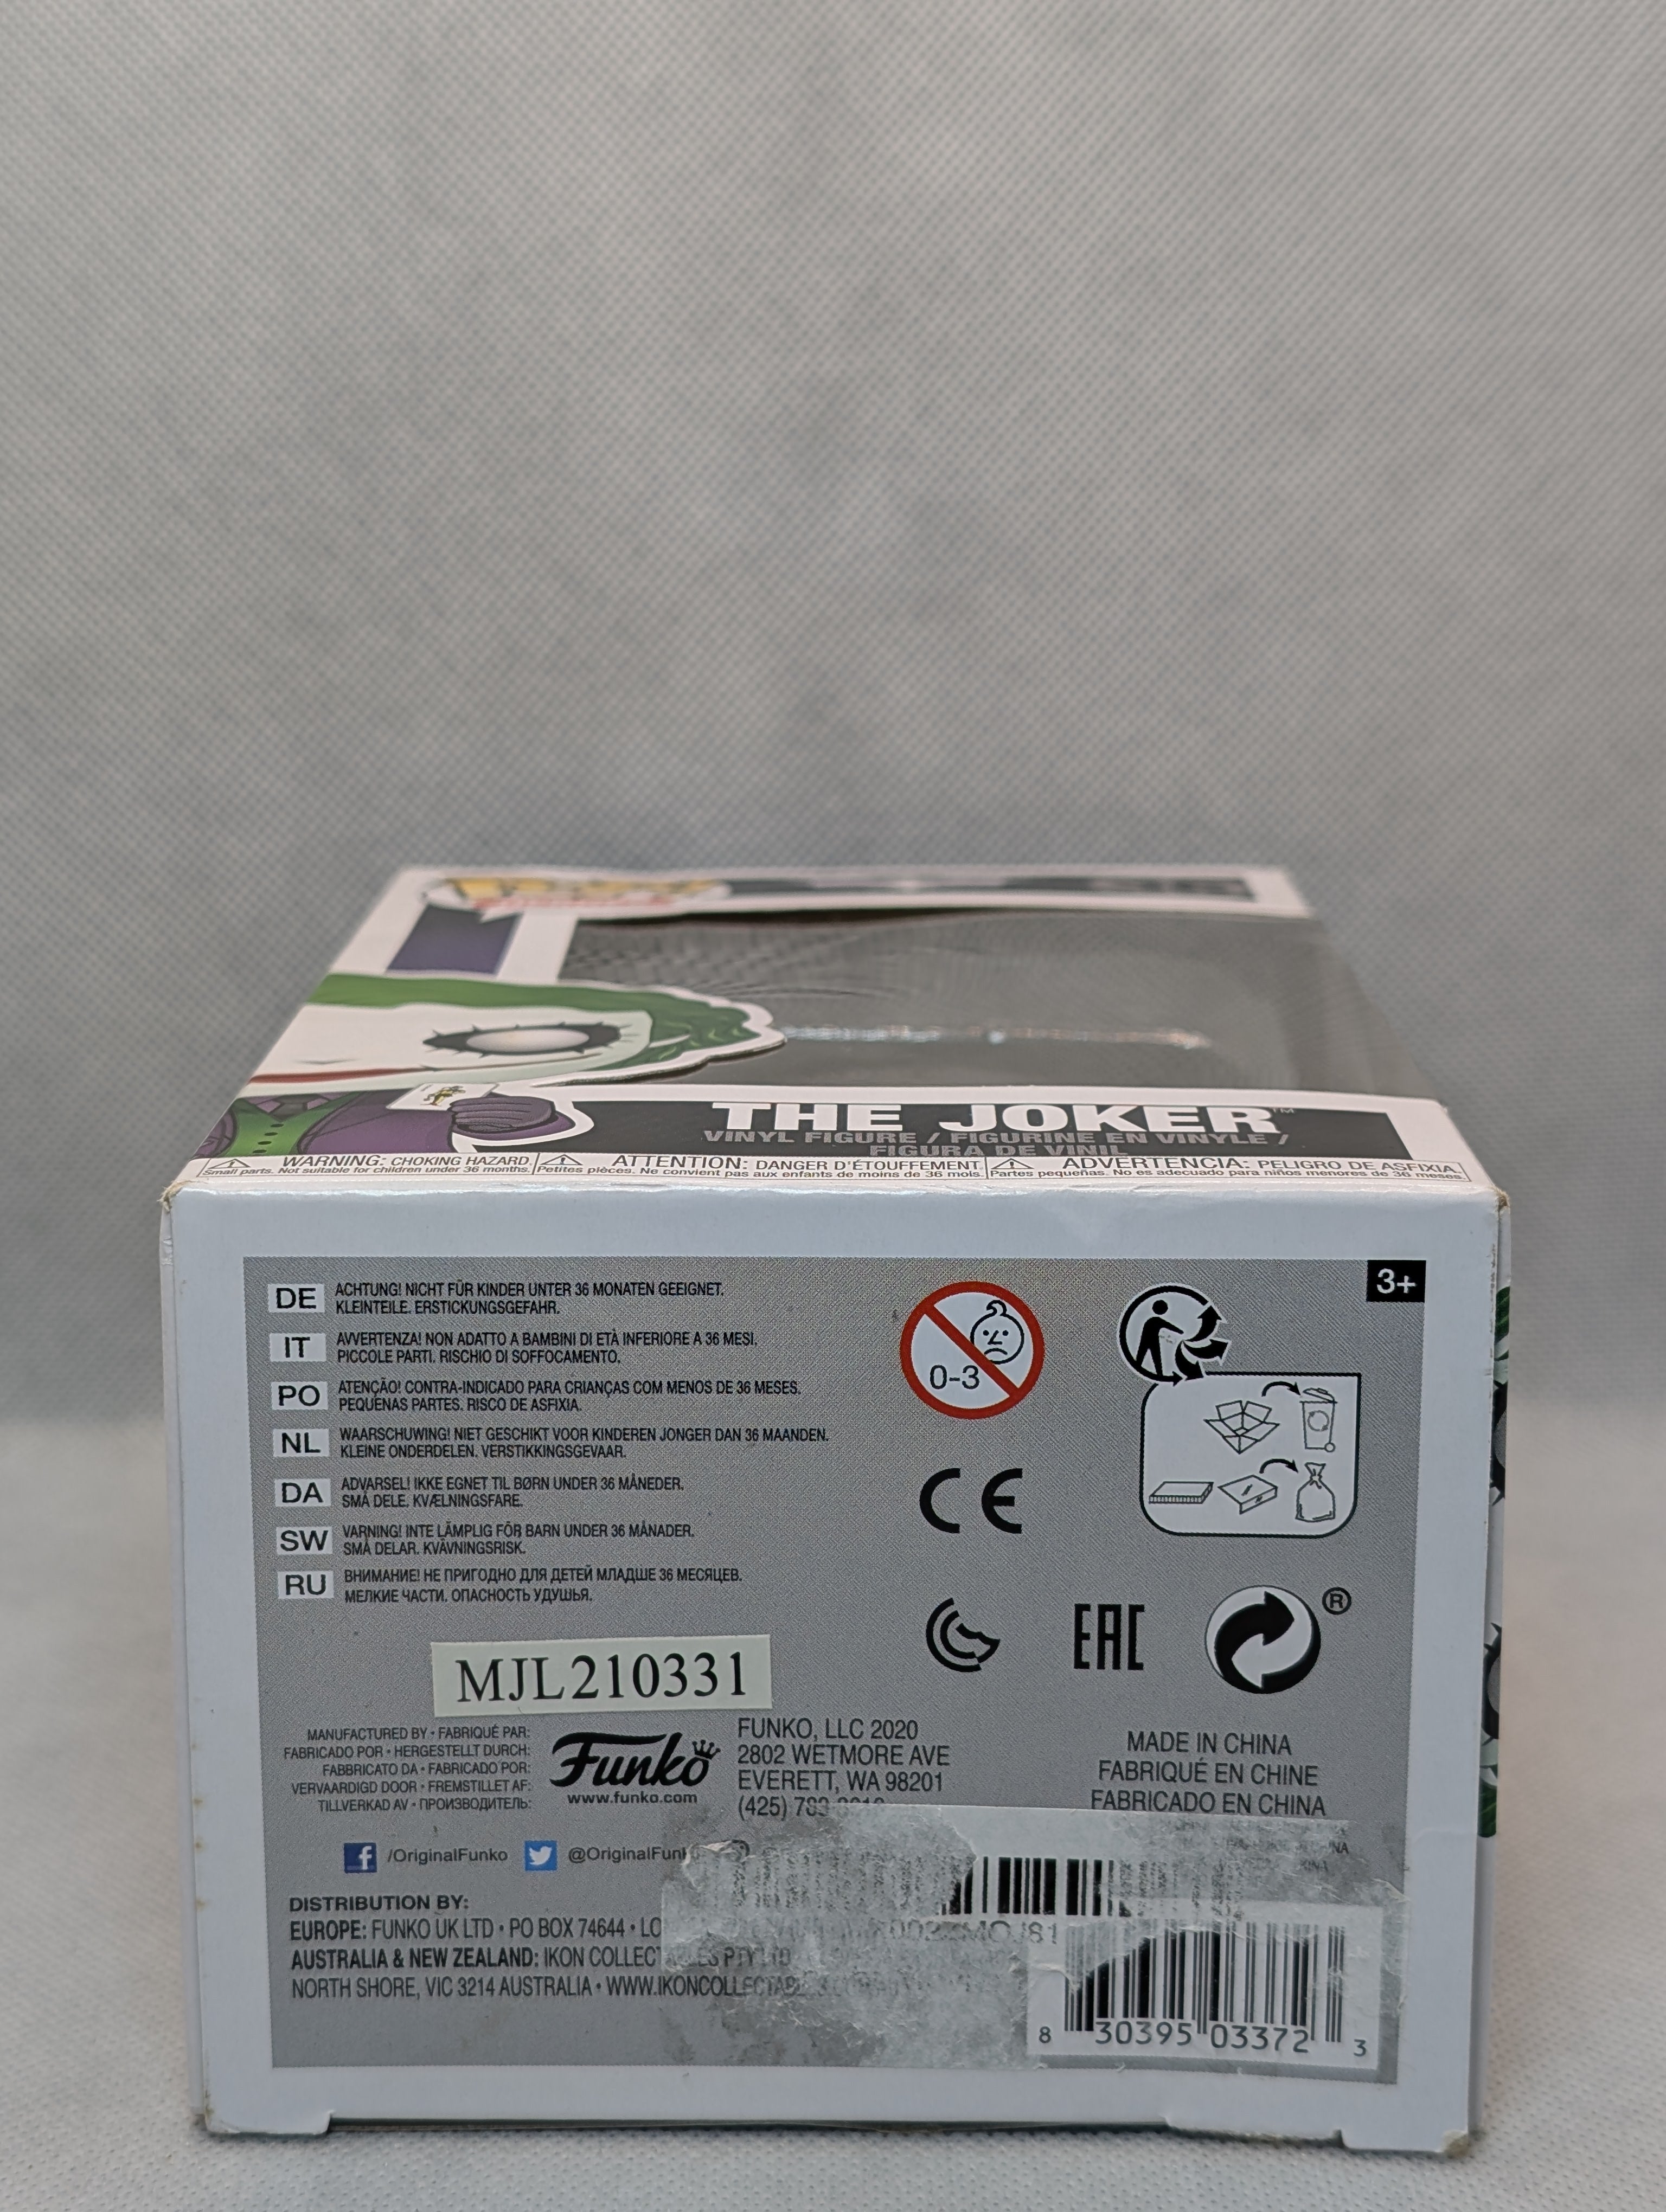 THE JOKER™
VINYL FIGURE / FIGURINE EN VINYLE /
FIGURA DE VINIL
WARNING: CHOKING HAZARD.
Small parts. Not suitable for children under 36 months.
ATTENTION: DANGER D'ÉTOUFFEMENT.
Petites pièces. Ne convient pas aux enfants de moins de 36 mois.
ADVERTENCIA: PELIGRO DE ASFIXIA.
Partes pequeñas. No es adecuado para niños menores de 36 meses.
3+
DE ACHTUNG! NICHT FÜR KINDER UNTER 36 MONATEN GEEIGNET.
KLEINTEILE. ERSTICKUNGSGEFAHR.
IT AVVERTENZA! NON ADATTO A BAMBINI DI ETÀ INFERIORE A 36 MESI.
PICCOLE PARTI. RISCHIO DI SOFFOCAMENTO.
PO ATENÇÃO! CONTRA-INDICADO PARA CRIANÇAS COM MENOS DE 36 MESES.
PEQUENAS PARTES. RISCO DE ASFIXIA.
NL WAARSCHUWING! NIET GESCHIKT VOOR KINDEREN JONGER DAN 36 MAANDEN.
KLEINE ONDERDELEN. VERSTIKKINGSGEVAAR.
DA ADVARSEL! IKKE EGNET TIL BØRN UNDER 36 MÅNEDER.
SMÅ DELE. KVÆLNINGSFARE.
SW VARNING! INTE LÄMPLIG FÖR BARN UNDER 36 MÅNADER.
SMÅ DELAR. KVÄVNINGSRISK.
RU ВНИМАНИЕ! НЕ ПРИГОДНО ДЛЯ ДЕТЕЙ МЛАДШЕ 36 МЕСЯЦЕВ.
МЕЛКИЕ ЧАСТИ. ОПАСНОСТЬ УДУШЬЯ.
0-3
CE
EAC
®
MJL210331
MANUFACTURED BY • FABRIQUÉ PAR:
FABRICADO POR • HERGESTELLT DURCH:
FABBRICATO DA • FABRICADO POR:
VERVAARDIGD DOOR • FREMSTILLET AF:
TILLVERKAD AV • ПРОИЗВОДИТЕЛЬ:
Funko
www.funko.com
FUNKO, LLC 2020
2802 WETMORE AVE
EVERETT, WA 98201
(425) 783
MADE IN CHINA
FABRIQUÉ EN CHINE
FABRICADO EN CHINA
/OriginalFunko @OriginalFunk
DISTRIBUTION BY:
EUROPE: FUNKO UK LTD • PO BOX 74644 • LO
AUSTRALIA & NEW ZEALAND: IKON COLLECTABLES PTY LTD
NORTH SHORE, VIC 3214 AUSTRALIA • WWW.IKONCOLLECTABLES.CO
8 30395 03372 3